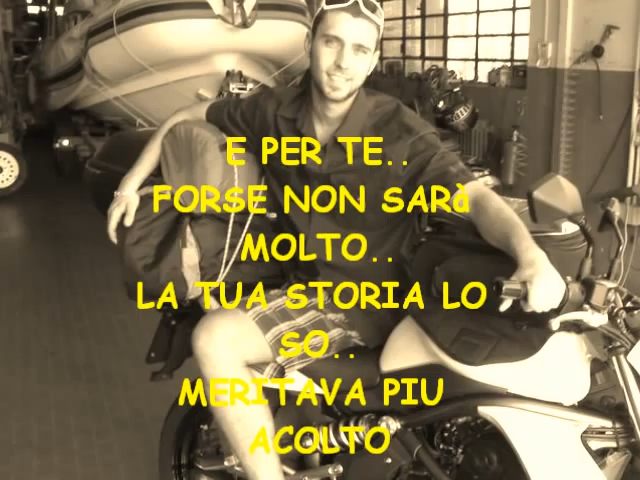 E PER TE..
FORSE NON SARà
MOLTO..
LA TUA STORIA LO
SO..
MERITAVA PIU
ACOLTO